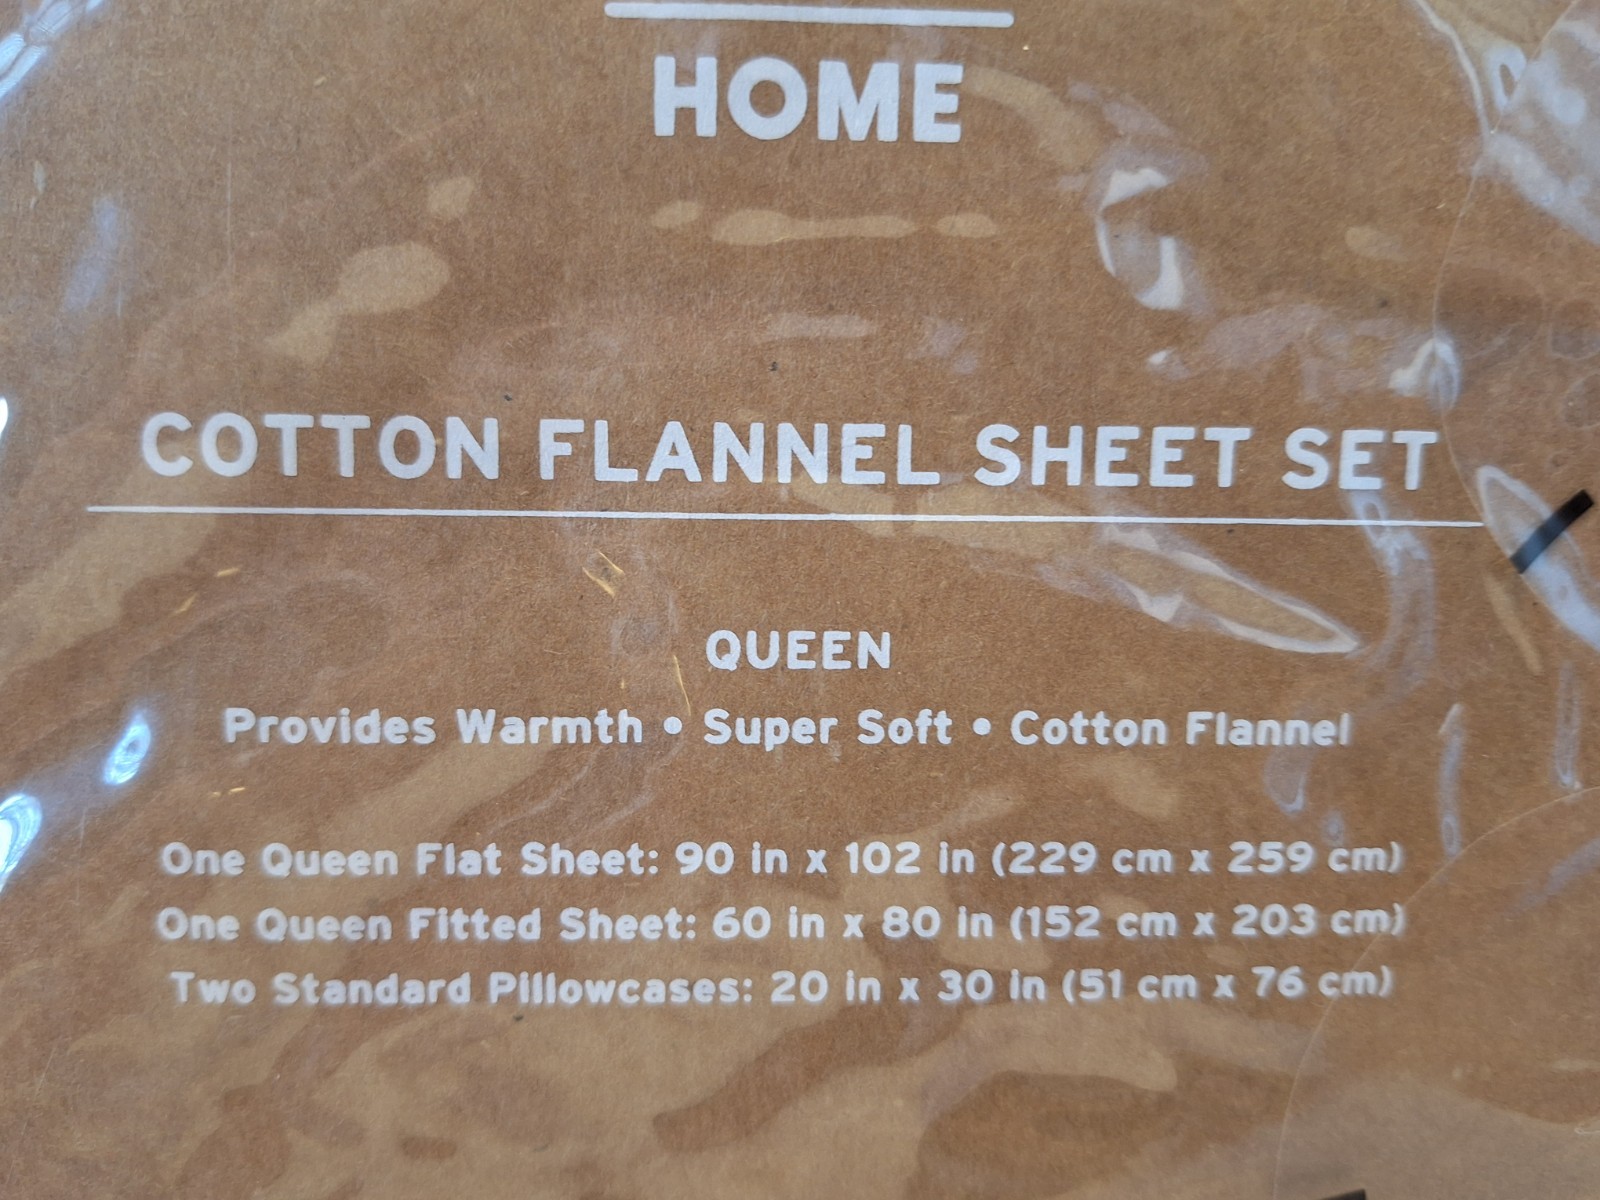 HOME
COTTON FLANNEL SHEET SET
QUEEN
Provides Warmth • Super Soft • Cotton Flannel
One Queen Flat Sheet: 90 in x 102 in (229 cm x 259 cm)
One Queen Fitted Sheet: 60 in x 80 in (152 cm x 203 cm)
Two Standard Pillowcases: 20 in x 30 in (51 cm x 76 cm)